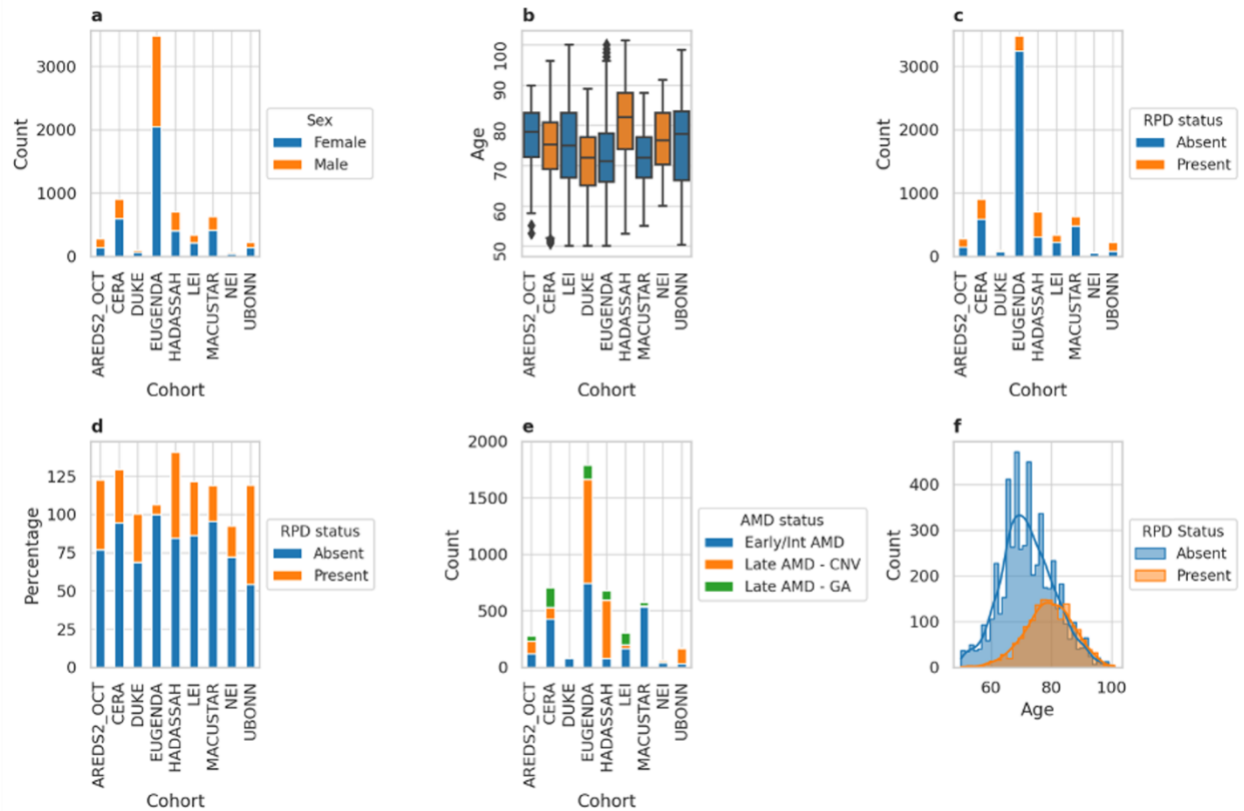 a
3000
2000
1000
0
Count
AREDS2_OCT
CERA
DUKE
EUGENDA
HADASSAH
LEI
MACUSTAR
NEI
UBONN
Cohort
Sex
Female
Male
b
100
90
80
70
60
50
Age
AREDS2_OCT
CERA
LEI
DUKE
EUGENDA
HADASSAH
MACUSTAR
NEI
UBONN
Cohort
c
3000
2000
1000
0
Count
AREDS2_OCT
CERA
DUKE
EUGENDA
HADASSAH
LEI
MACUSTAR
NEI
UBONN
Cohort
RPD status
Absent
Present
d
125
100
75
50
25
0
Percentage
AREDS2_OCT
CERA
DUKE
EUGENDA
HADASSAH
LEI
MACUSTAR
NEI
UBONN
Cohort
RPD status
Absent
Present
e
2000
1500
1000
500
0
Count
AREDS2_OCT
CERA
DUKE
EUGENDA
HADASSAH
LEI
MACUSTAR
NEI
UBONN
Cohort
AMD status
Early/Int AMD
Late AMD - CNV
Late AMD - GA
f
400
300
200
100
0
Count
60 80 100
Age
RPD Status
Absent
Present